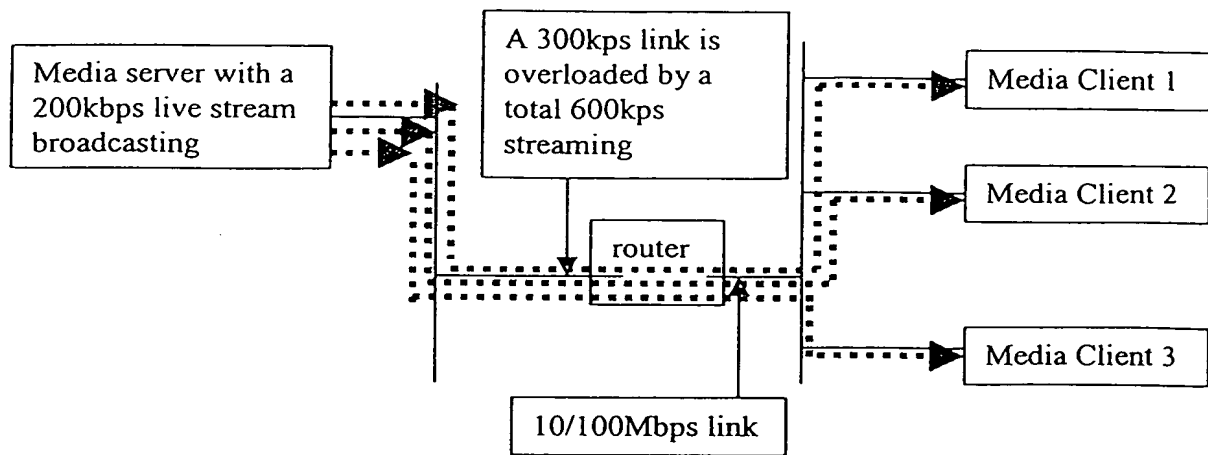 Media server with a
200kbps live stream
broadcasting
A 300kps link is
overloaded by a
total 600kps
streaming
Media Client 1
Media Client 2
router
Media Client 3
10/100Mbps link